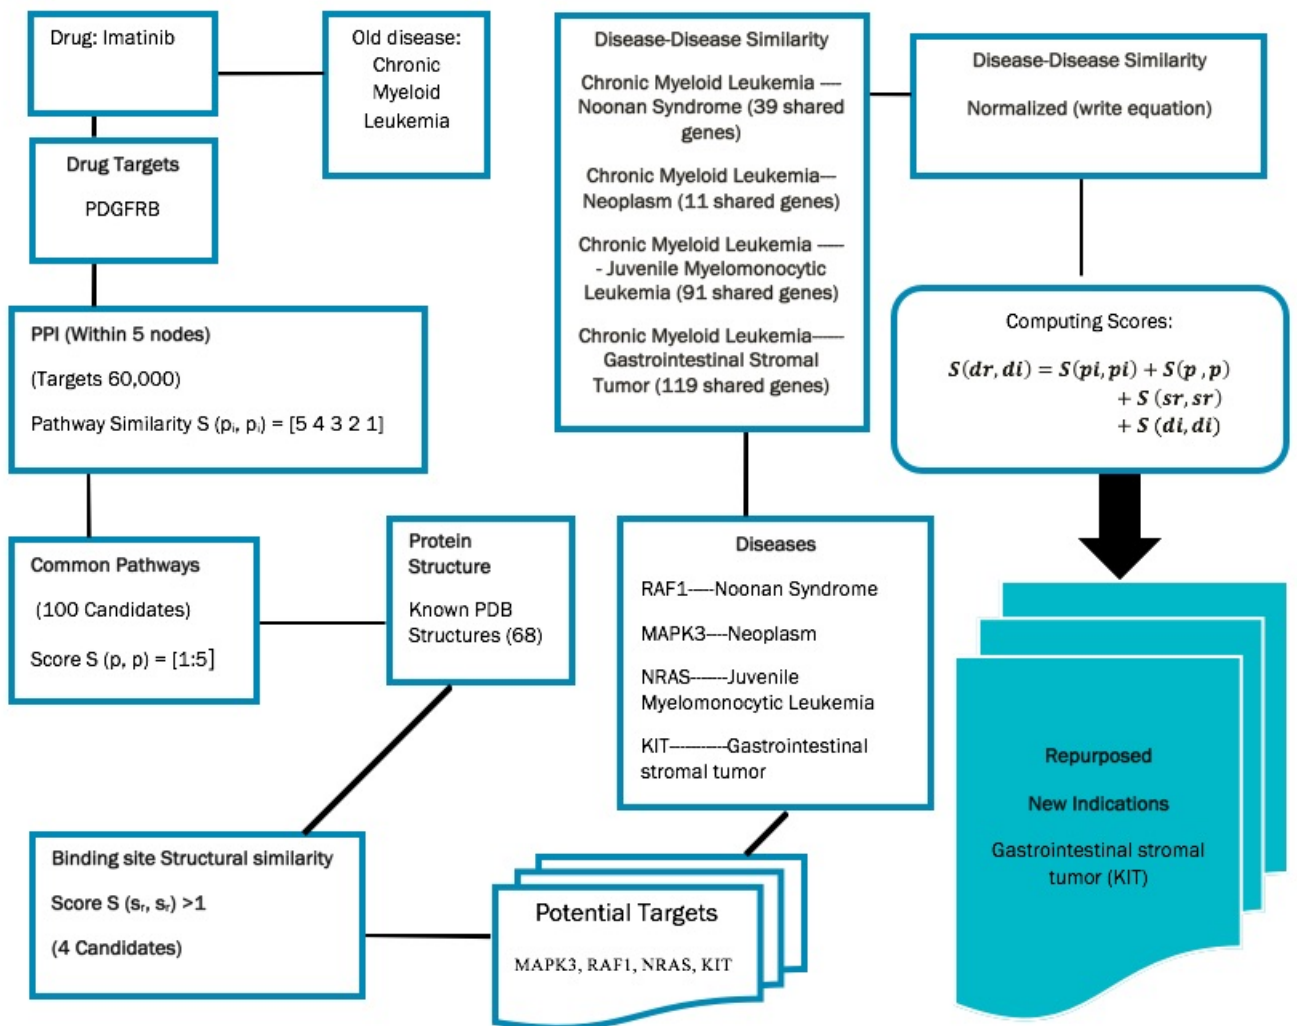 Drug: Imatinib
Old disease:
Chronic
Myeloid
Leukemia
Drug Targets
PDGFRB
PPI (Within 5 nodes)
(Targets 60,000)
Pathway Similarity S (pᵢ, pᵢ) = [5 4 3 2 1]
Common Pathways
(100 Candidates)
Score S (p, p) = [1:5]
Protein
Structure
Known PDB
Structures (68)
Binding site Structural similarity
Score S (sᵣ, sᵣ) >1
(4 Candidates)
Potential Targets
MAPK3, RAF1, NRAS, KIT
Diseases
RAF1-----Noonan Syndrome
MAPK3----Neoplasm
NRAS-------Juvenile
Myelomonocytic Leukemia
KIT-----------Gastrointestinal
stromal tumor
Disease-Disease Similarity
Chronic Myeloid Leukemia ----
Noonan Syndrome (39 shared
genes)
Chronic Myeloid Leukemia---
Neoplasm (11 shared genes)
Chronic Myeloid Leukemia -----
- Juvenile Myelomonocytic
Leukemia (91 shared genes)
Chronic Myeloid Leukemia------
Gastrointestinal Stromal
Tumor (119 shared genes)
Disease-Disease Similarity
Normalized (write equation)
Computing Scores:
S(dr, di) = S(pi, pi) + S(p ,p)
+ S (sr, sr)
+ S (di, di)
Repurposed
New Indications
Gastrointestinal stromal
tumor (KIT)